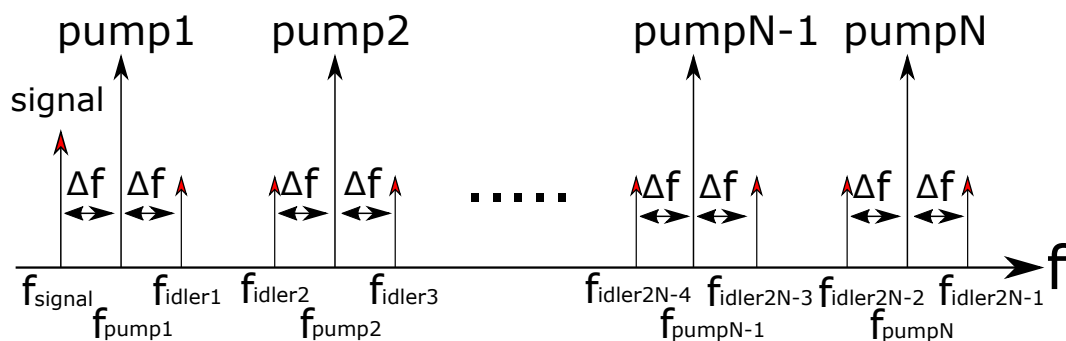 pump1 pump2 pumpN-1 pumpN
signal
Δf Δf Δf Δf Δf Δf Δf Δf
f
fsignal fidler1 fidler2 fidler3 fidler2N-4 fidler2N-3 fidler2N-2 fidler2N-1
fpump1 fpump2 fpumpN-1 fpumpN